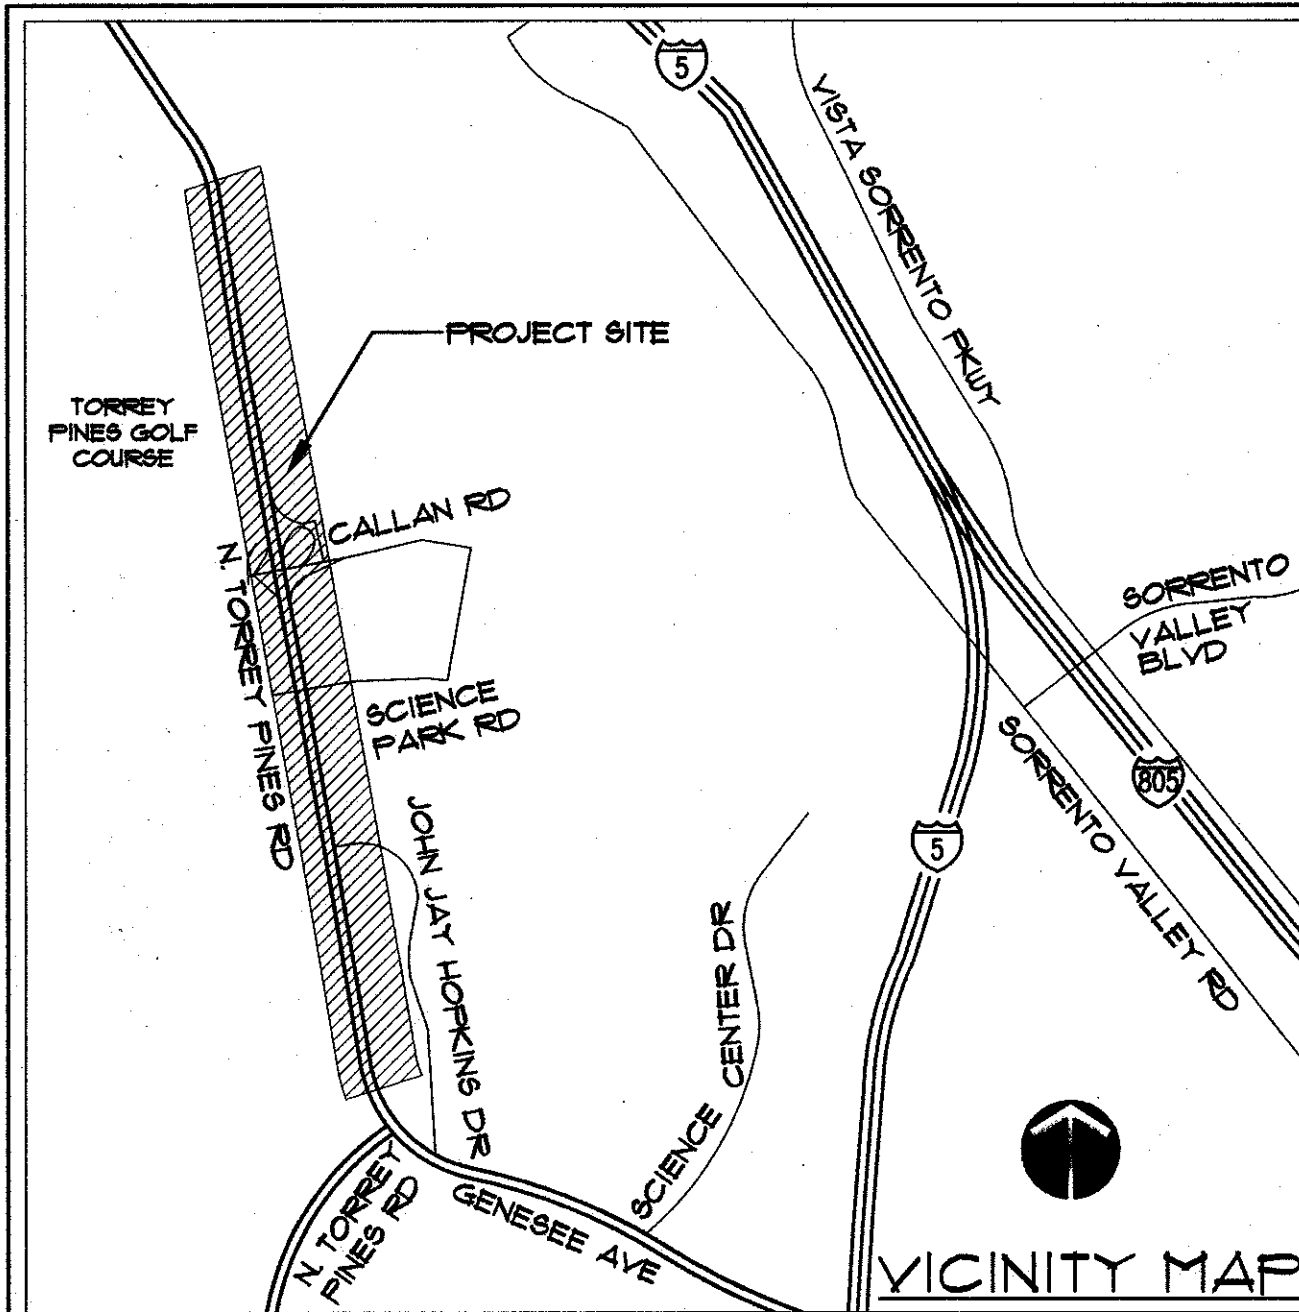 5
VISTA SORRENTO PKWY
PROJECT SITE
TORREY
PINES GOLF
COURSE
CALLAN RD
N. TORREY PINES RD
SORRENTO
VALLEY
BLVD
SCIENCE
PARK RD
SORRENTO VALLEY RD
805
5
JOHN JAY HOPKINS DR
SCIENCE CENTER DR
N. TORREY
PINES RD
GENESEE AVE
VICINITY MAP